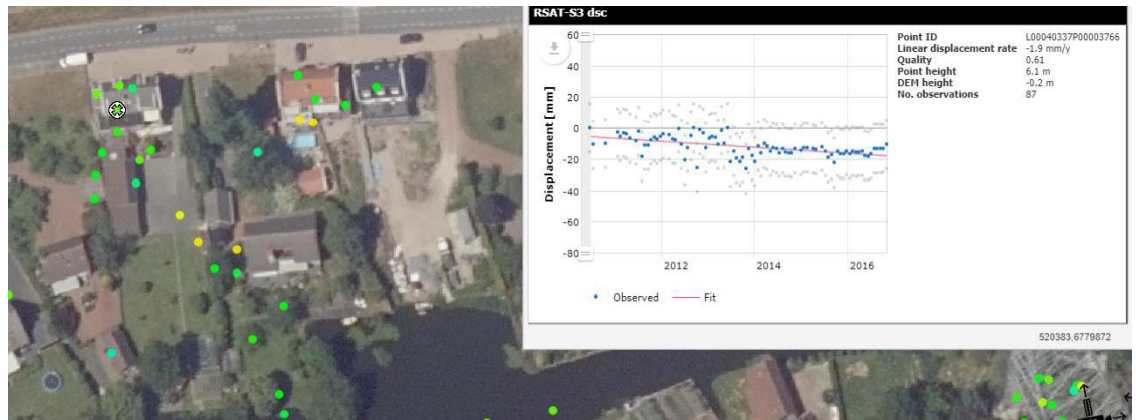 RSAT-S3 dsc
Displacement [mm]
60
40
20
0
-20
-40
-60
-80
2012
2014
2016
Observed
Fit
Point ID L00040337P00003766
Linear displacement rate -1.9 mm/y
Quality 0.61
Point height 6.1 m
DEM height -0.2 m
No. observations 87
520383,6779872